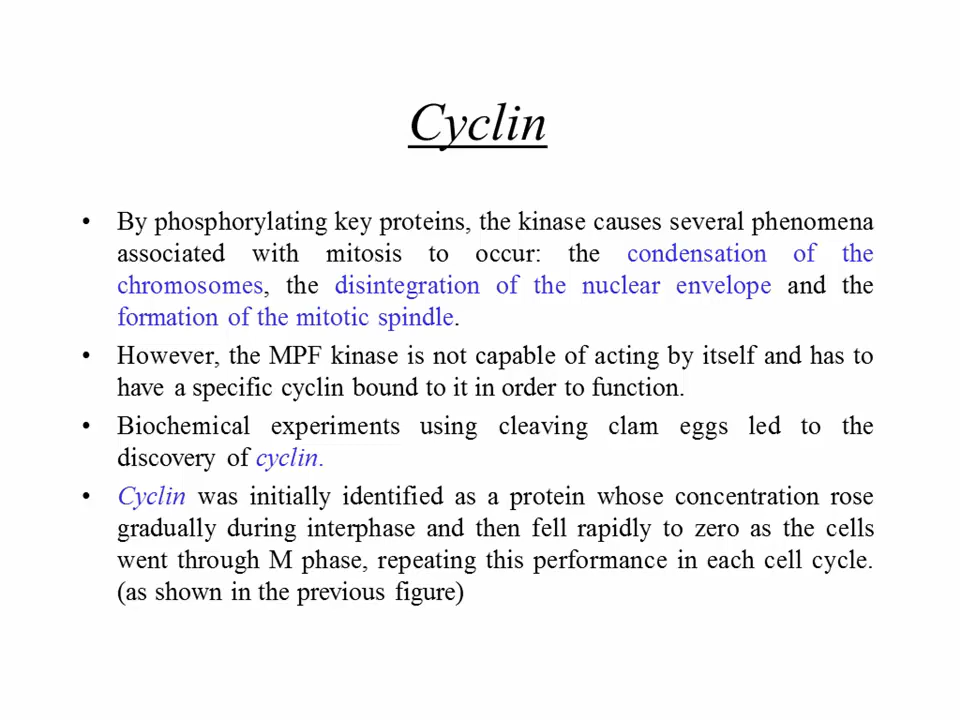 Cyclin
• By phosphorylating key proteins, the kinase causes several phenomena
associated with mitosis to occur: the condensation of the
chromosomes, the disintegration of the nuclear envelope and the
formation of the mitotic spindle.
• However, the MPF kinase is not capable of acting by itself and has to
have a specific cyclin bound to it in order to function.
• Biochemical experiments using cleaving clam eggs led to the
discovery of cyclin.
• Cyclin was initially identified as a protein whose concentration rose
gradually during interphase and then fell rapidly to zero as the cells
went through M phase, repeating this performance in each cell cycle.
(as shown in the previous figure)